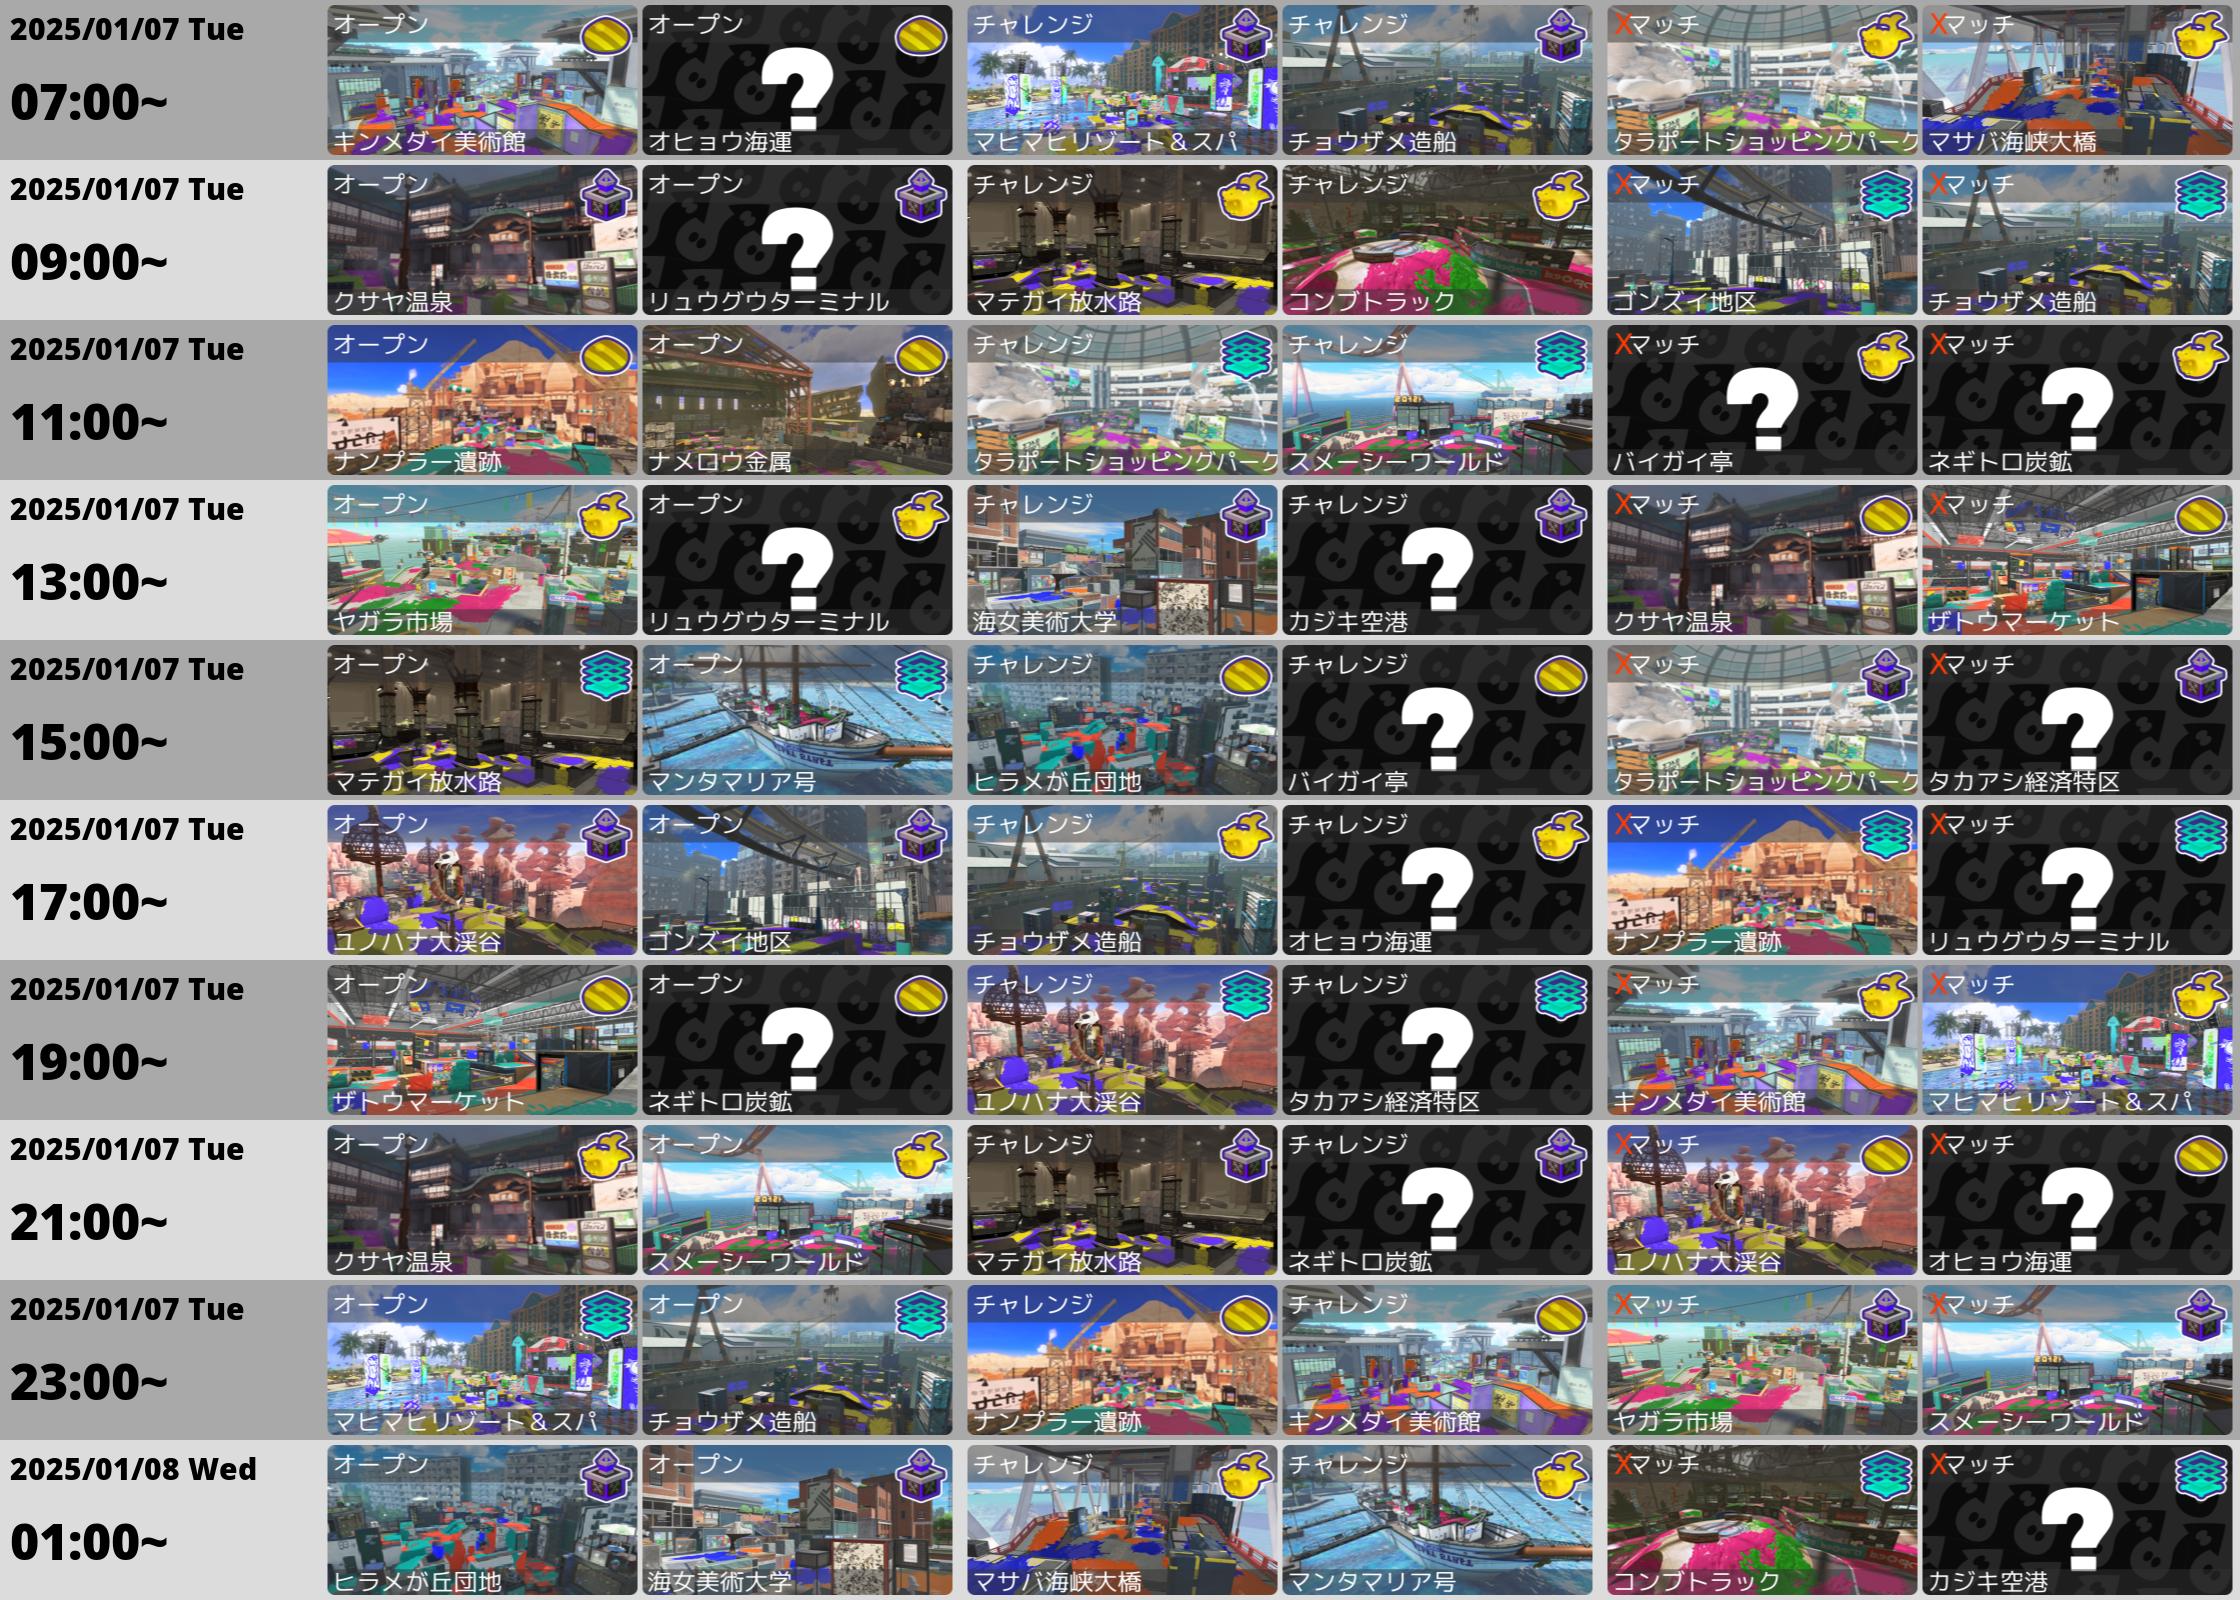 2025/01/07 Tue
07:00~
オープン
キンメダイ美術館
オープン
オヒョウ海運
チャレンジ
マヒマヒリゾート＆スパ
チャレンジ
チョウザメ造船
Xマッチ
タラポートショッピングパーク
Xマッチ
マサバ海峡大橋
2025/01/07 Tue
09:00~
オープン
クサヤ温泉
オープン
リュウグウターミナル
チャレンジ
マテガイ放水路
チャレンジ
コンブトラック
Xマッチ
ゴンズイ地区
Xマッチ
チョウザメ造船
2025/01/07 Tue
11:00~
オープン
ナンプラー遺跡
オープン
ナメロウ金属
チャレンジ
タラポートショッピングパーク
チャレンジ
スメーシーワールド
Xマッチ
バイガイ亭
Xマッチ
ネギトロ炭鉱
2025/01/07 Tue
13:00~
オープン
ヤガラ市場
オープン
リュウグウターミナル
チャレンジ
海女美術大学
チャレンジ
カジキ空港
Xマッチ
クサヤ温泉
Xマッチ
ザトウマーケット
2025/01/07 Tue
15:00~
オープン
マテガイ放水路
オープン
マンタマリア号
チャレンジ
ヒラメが丘団地
チャレンジ
バイガイ亭
Xマッチ
タラポートショッピングパーク
Xマッチ
タカアシ経済特区
2025/01/07 Tue
17:00~
オープン
ユノハナ大渓谷
オープン
ゴンズイ地区
チャレンジ
チョウザメ造船
チャレンジ
オヒョウ海運
Xマッチ
ナンプラー遺跡
Xマッチ
リュウグウターミナル
2025/01/07 Tue
19:00~
オープン
ザトウマーケット
オープン
ネギトロ炭鉱
チャレンジ
ユノハナ大渓谷
チャレンジ
タカアシ経済特区
Xマッチ
キンメダイ美術館
Xマッチ
マヒマヒリゾート＆スパ
2025/01/07 Tue
21:00~
オープン
クサヤ温泉
オープン
スメーシーワールド
チャレンジ
マテガイ放水路
チャレンジ
ネギトロ炭鉱
Xマッチ
ユノハナ大渓谷
Xマッチ
オヒョウ海運
2025/01/07 Tue
23:00~
オープン
マヒマヒリゾート＆スパ
オープン
チョウザメ造船
チャレンジ
ナンプラー遺跡
チャレンジ
キンメダイ美術館
Xマッチ
ヤガラ市場
Xマッチ
スメーシーワールド
2025/01/08 Wed
01:00~
オープン
ヒラメが丘団地
オープン
海女美術大学
チャレンジ
マサバ海峡大橋
チャレンジ
マンタマリア号
Xマッチ
コンブトラック
Xマッチ
カジキ空港